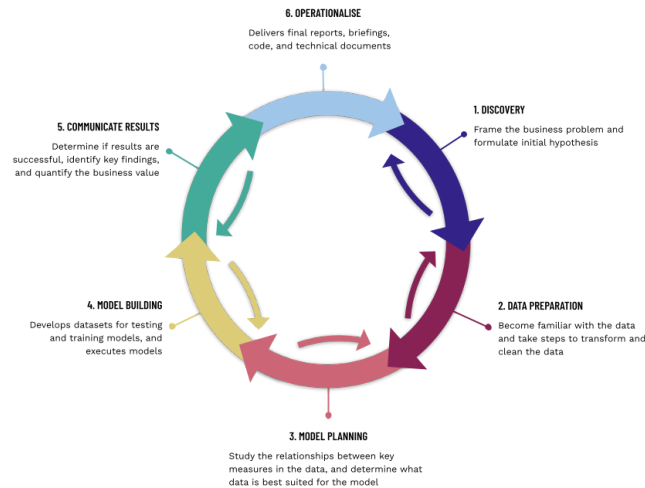 6. OPERATIONALISE
Delivers final reports, briefings,
code, and technical documents
1. DISCOVERY
Frame the business problem and
formulate initial hypothesis
2. DATA PREPARATION
Become familiar with the data
and take steps to transform and
clean the data
3. MODEL PLANNING
Study the relationships between key
measures in the data, and determine what
data is best suited for the model
4. MODEL BUILDING
Develops datasets for testing
and training models, and
executes models
5. COMMUNICATE RESULTS
Determine if results are
successful, identify key findings,
and quantify the business value